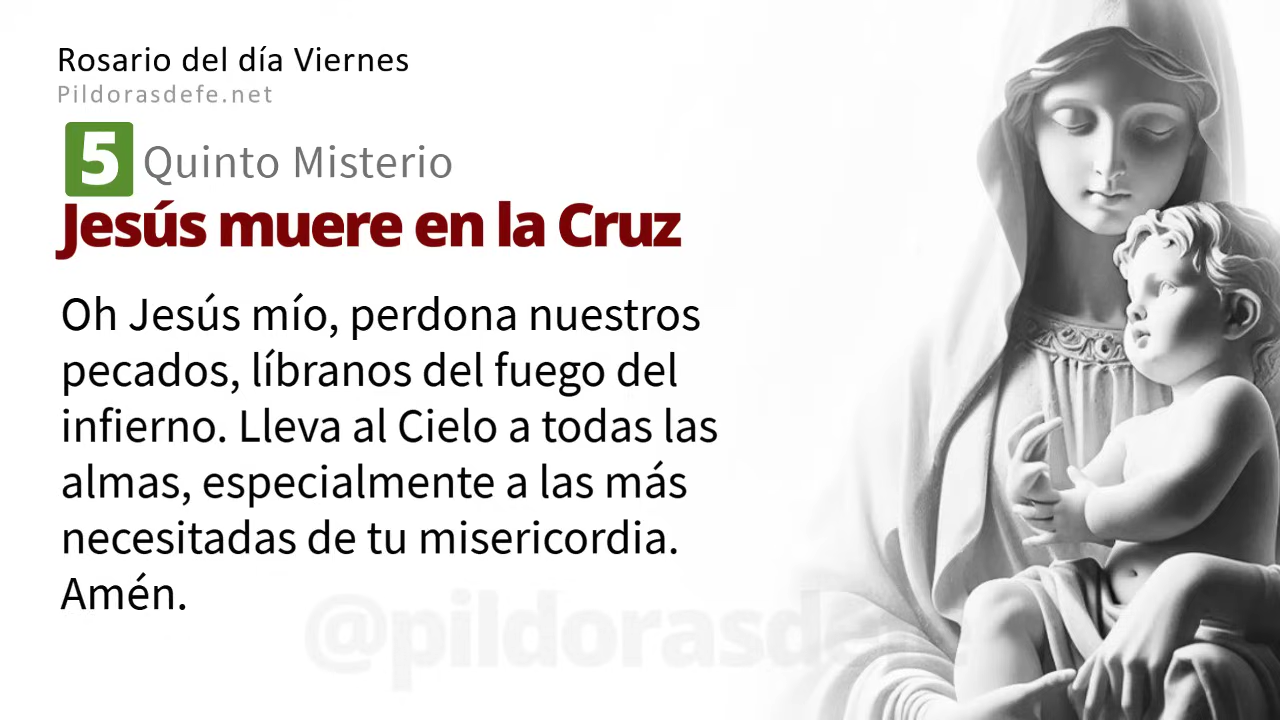 Rosario del día Viernes
Pildorasdefe.net
5 Quinto Misterio
Jesús muere en la Cruz
Oh Jesús mío, perdona nuestros
pecados, líbranos del fuego del
infierno. Lleva al Cielo a todas las
almas, especialmente a las más
necesitadas de tu misericordia.
Amén.
@pildorasdefe